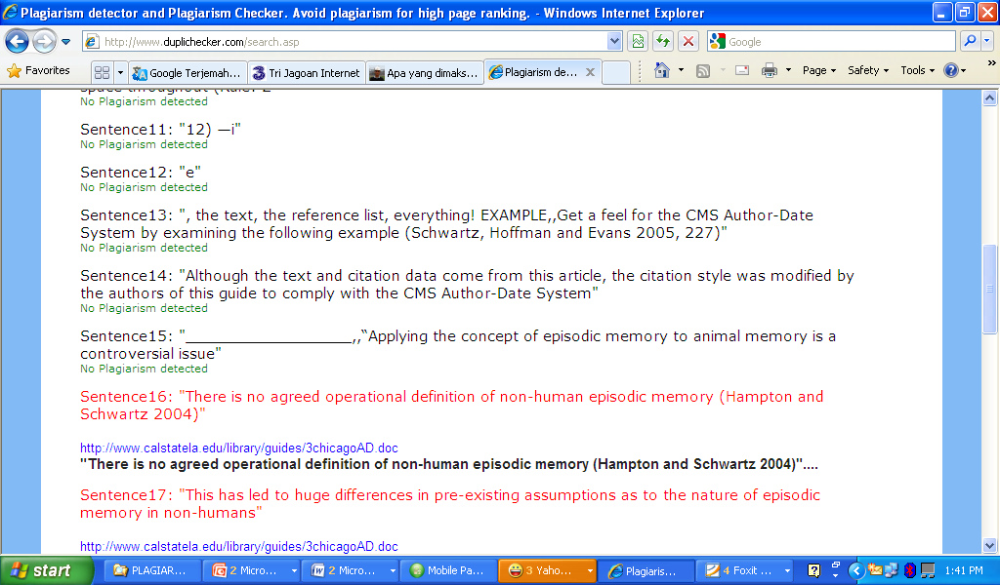 Plagiarism detector and Plagiarism Checker. Avoid plagiarism for high page ranking. - Windows Internet Explorer
http://www.duplichecker.com/search.asp
Google
Favorites
Google Terjemah...
Tri Jagoan Internet
Apa yang dimaks...
Plagiarism de...
Page
Safety
Tools
»
space throughout (Rule: 2
No Plagiarism detected
Sentence11: "12) —i"
No Plagiarism detected
Sentence12: "e"
No Plagiarism detected
Sentence13: ", the text, the reference list, everything! EXAMPLE,,Get a feel for the CMS Author-Date
System by examining the following example (Schwartz, Hoffman and Evans 2005, 227)"
No Plagiarism detected
Sentence14: "Although the text and citation data come from this article, the citation style was modified by
the authors of this guide to comply with the CMS Author-Date System"
No Plagiarism detected
Sentence15: "____________________,,“Applying the concept of episodic memory to animal memory is a
controversial issue"
No Plagiarism detected
Sentence16: "There is no agreed operational definition of non-human episodic memory (Hampton and
Schwartz 2004)"
http://www.calstatela.edu/library/guides/3chicagoAD.doc
"There is no agreed operational definition of non-human episodic memory (Hampton and Schwartz 2004)"....
Sentence17: "This has led to huge differences in pre-existing assumptions as to the nature of episodic
memory in non-humans"
http://www.calstatela.edu/library/guides/3chicagoAD.doc
start
PLAGIAR...
2 Micro...
2 Micro...
Mobile Pa...
3 Yaho...
Plagiaris...
4 Foxit ...
1:41 PM